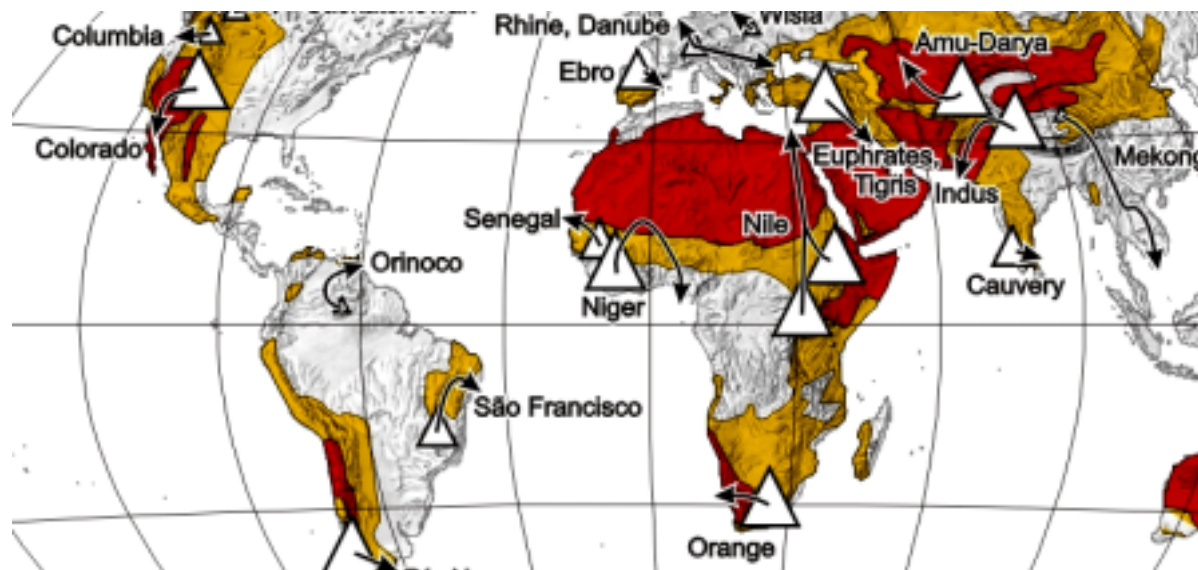 Columbia
Rhine, Danube
Wisla
Amu-Darya
Ebro
Colorado
Euphrates,
Tigris
Mekong
Indus
Senegal
Nile
Orinoco
Cauvery
Niger
São Francisco
Orange